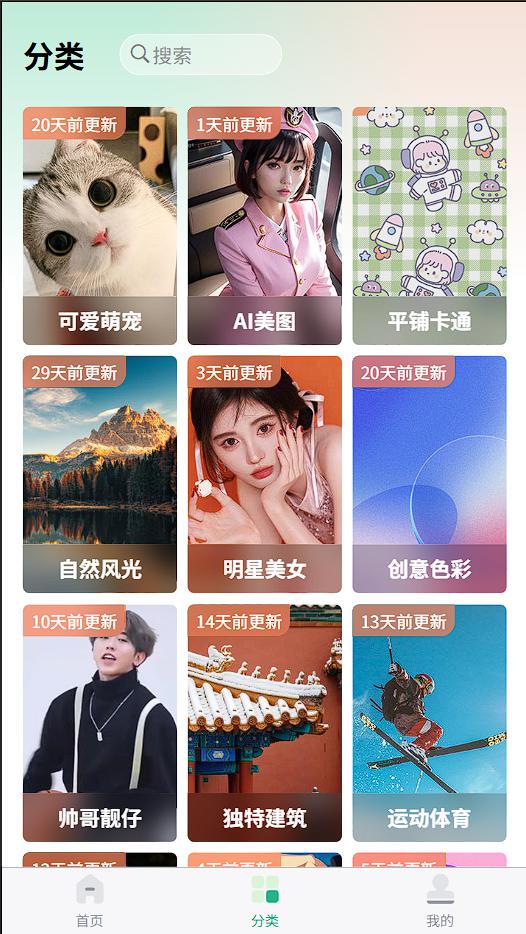 分类
搜索
20天前更新
1天前更新
可爱萌宠
AI美图
平铺卡通
29天前更新
3天前更新
20天前更新
自然风光
明星美女
创意色彩
10天前更新
14天前更新
13天前更新
帅哥靓仔
独特建筑
运动体育
首页
分类
我的